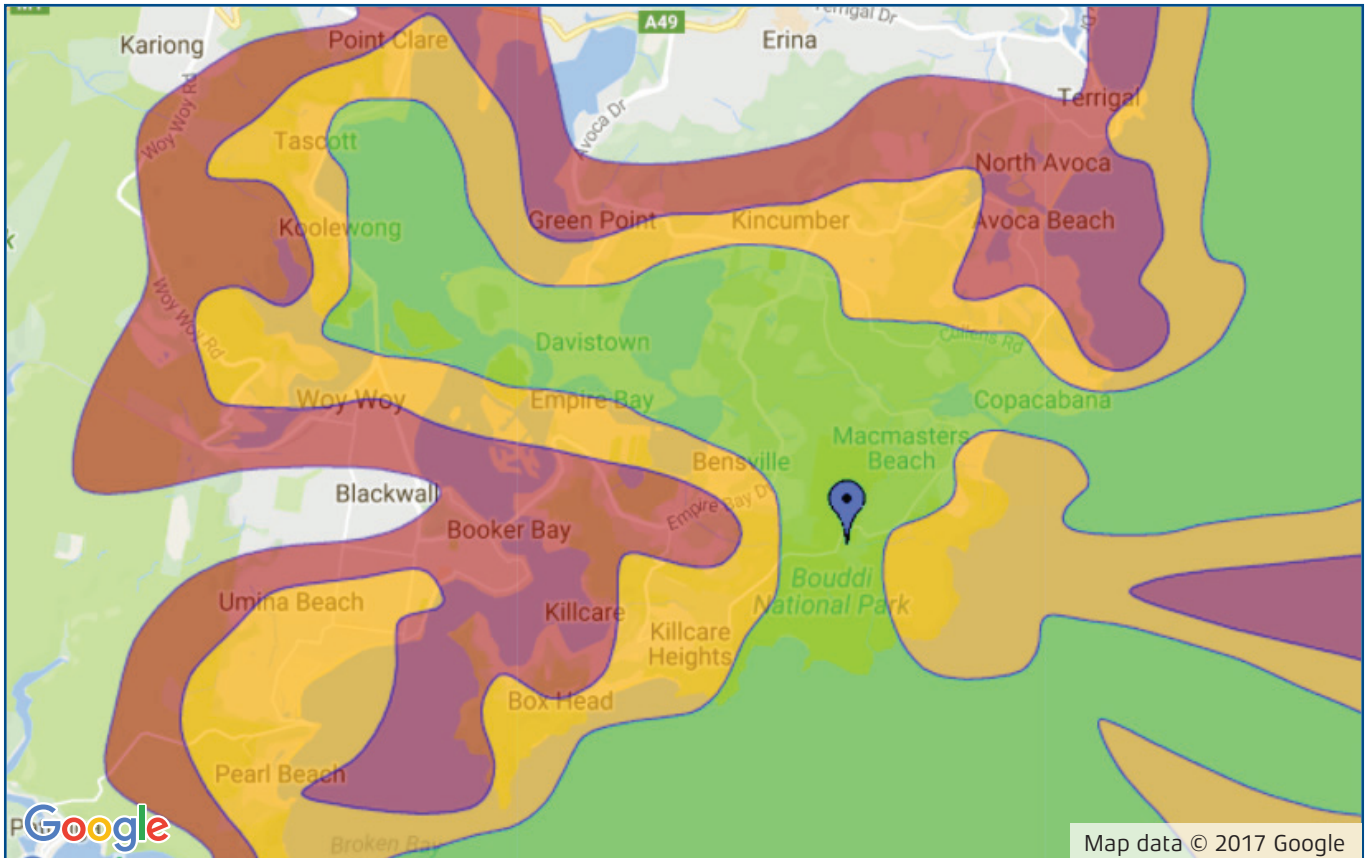 A49
Terrigal Dr
Kariong
Point Clare
Erina
Woy Woy Rd
Avoca Dr
Terrigal
Tascott
North Avoca
Koolewong
Green Point
Kincumber
Avoca Beach
Woy Woy Rd
Davistown
Cullens Rd
Woy Woy
Empire Bay
Copacabana
Macmasters
Beach
Bensville
Blackwall
Empire Bay Dr
Booker Bay
Bouddi
National Park
Umina Beach
Killcare
Killcare
Heights
Box Head
Pearl Beach
Google
Broken Bay
Map data © 2017 Google